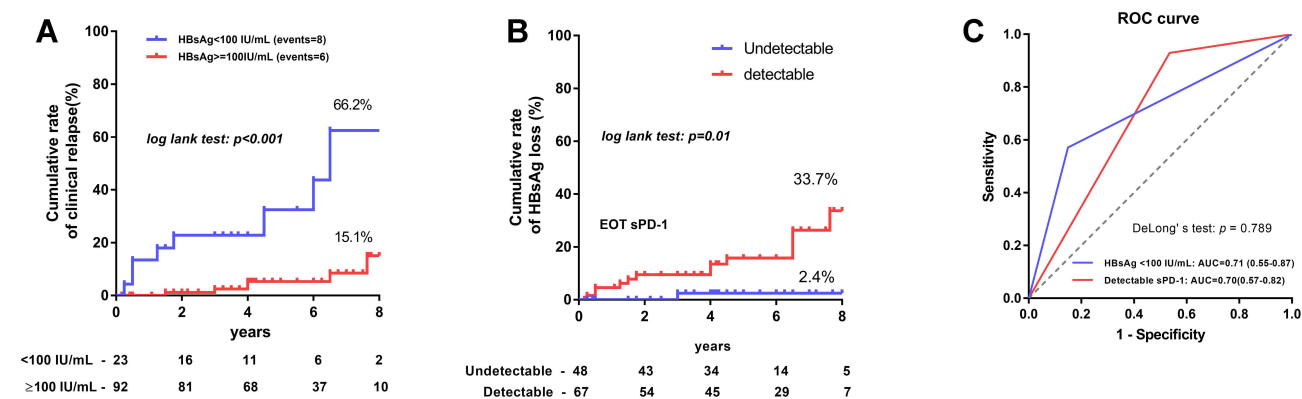 A
HBsAg<100 IU/mL (events=8)
HBsAg>=100IU/mL (events=6)
Cumulative rate
of clinical relapse(%)
100
80
60
40
20
0
66.2%
log lank test: p<0.001
15.1%
0 2 4 6 8
years
<100 IU/mL - 23 16 11 6 2
≥100 IU/mL - 92 81 68 37 10
B
Undetectable
detectable
Cumulative rate
of HBsAg loss (%)
100
80
60
40
20
0
log lank test: p=0.01
33.7%
EOT sPD-1
2.4%
0 2 4 6 8
years
Undetectable - 48 43 34 14 5
Detectable - 67 54 45 29 7
C
ROC curve
Sensitivity
1.0
0.8
0.6
0.4
0.2
0.0
DeLong' s test: p = 0.789
HBsAg <100 IU/mL: AUC=0.71 (0.55-0.87)
Detectable sPD-1: AUC=0.70(0.57-0.82)
0.0 0.2 0.4 0.6 0.8 1.0
1 - Specificity